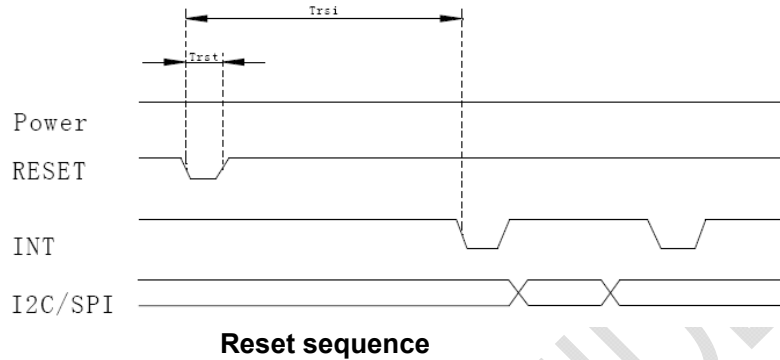 Trsi
Trst
Power
RESET
INT
I2C/SPI
Reset sequence